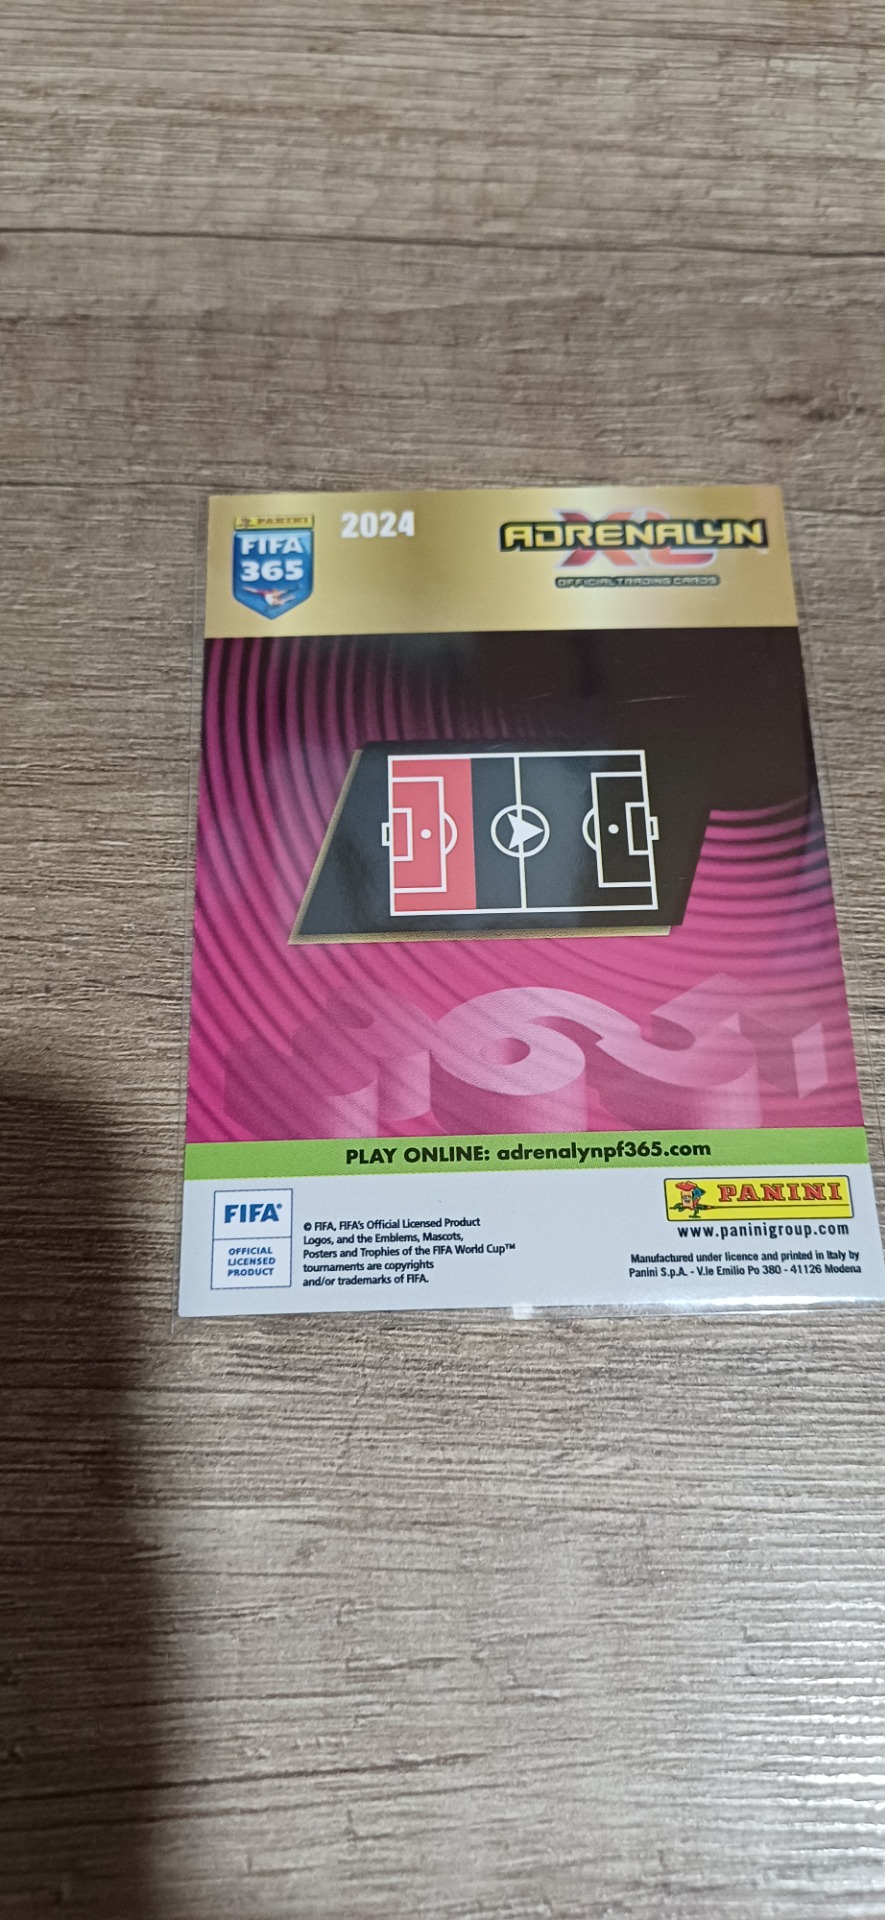 PANINI
FIFA
365
2024
ADRENALYN
XL
OFFICIAL TRADING CARDS
365
PLAY ONLINE: adrenalynpf365.com
FIFA®
OFFICIAL
LICENSED
PRODUCT
© FIFA, FIFA's Official Licensed Product
Logos, and the Emblems, Mascots,
Posters and Trophies of the FIFA World Cup™
tournaments are copyrights
and/or trademarks of FIFA.
PANINI
www.paninigroup.com
Manufactured under licence and printed in Italy by
Panini S.p.A. - V.le Emilio Po 380 - 41126 Modena